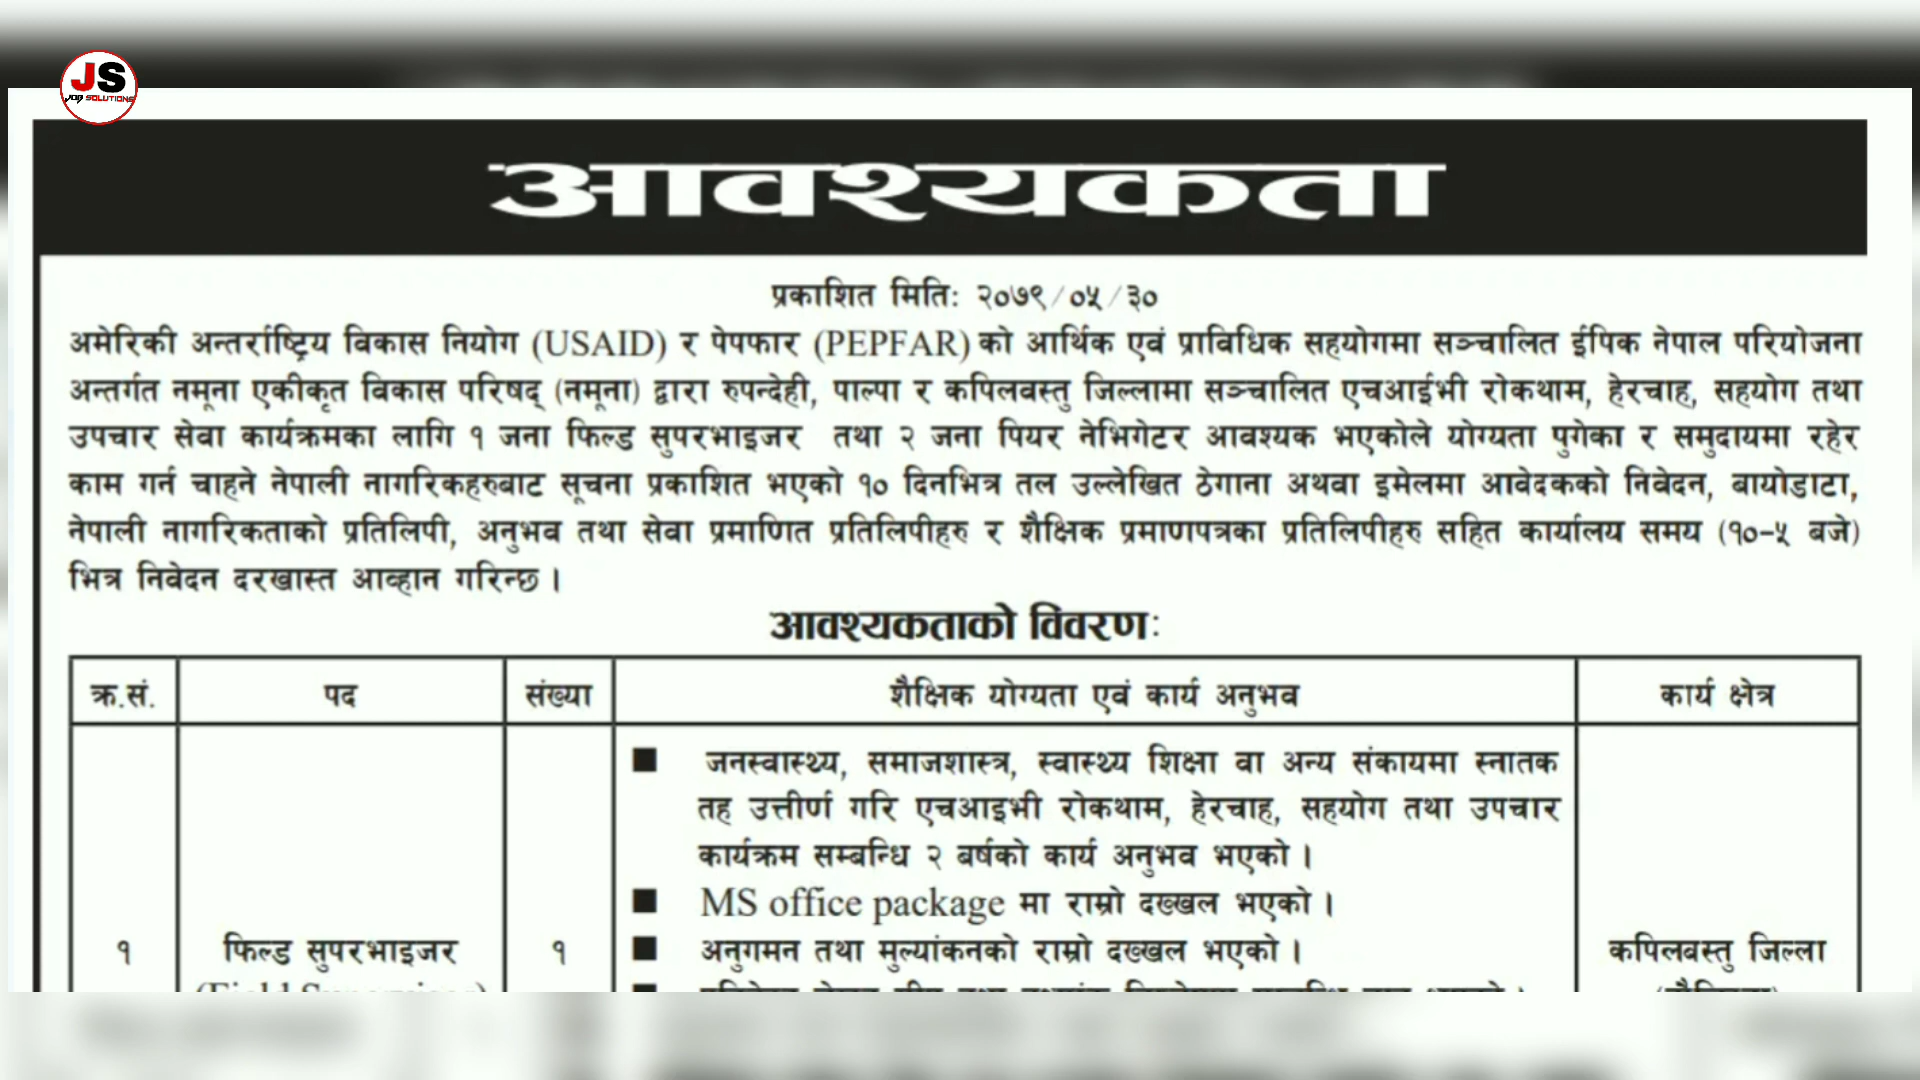 JS
JOB SOLUTIONS
आवश्यकता
प्रकाशित मिति: २०७९/०५/३०
अमेरिकी अन्तर्राष्ट्रिय विकास नियोग (USAID) र पेपफार (PEPFAR) को आर्थिक एवं प्राविधिक सहयोगमा सञ्चालित ईपिक नेपाल परियोजना
अन्तर्गत नमूना एकीकृत विकास परिषद् (नमूना) द्वारा रुपन्देही, पाल्पा र कपिलवस्तु जिल्लामा सञ्चालित एचआईभी रोकथाम, हेरचाह, सहयोग तथा
उपचार सेवा कार्यक्रमका लागि १ जना फिल्ड सुपरभाइजर तथा २ जना पियर नेभिगेटर आवश्यक भएकोले योग्यता पुगेका र समुदायमा रहेर
काम गर्न चाहने नेपाली नागरिकहरुबाट सूचना प्रकाशित भएको १० दिनभित्र तल उल्लेखित ठेगाना अथवा इमेलमा आवेदकको निवेदन, बायोडाटा,
नेपाली नागरिकताको प्रतिलिपी, अनुभव तथा सेवा प्रमाणित प्रतिलिपीहरु र शैक्षिक प्रमाणपत्रका प्रतिलिपीहरु सहित कार्यालय समय (१०-५ बजे)
भित्र निवेदन दरखास्त आव्हान गरिन्छ ।
आवश्यकताको विवरण:
क्र.सं. पद संख्या शैक्षिक योग्यता एवं कार्य अनुभव कार्य क्षेत्र
■ जनस्वास्थ्य, समाजशास्त्र, स्वास्थ्य शिक्षा वा अन्य संकायमा स्नातक
तह उत्तीर्ण गरि एचआइभी रोकथाम, हेरचाह, सहयोग तथा उपचार
कार्यक्रम सम्बन्धि २ बर्षको कार्य अनुभव भएको ।
■ MS office package मा राम्रो दख्खल भएको ।
१ फिल्ड सुपरभाइजर १ ■ अनुगमन तथा मुल्यांकनको राम्रो दख्खल भएको । कपिलबस्तु जिल्ला